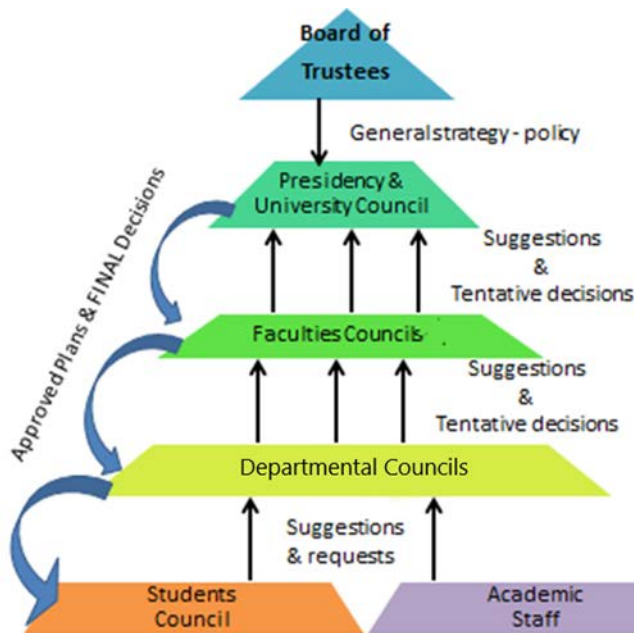 Board of
Trustees
General strategy - policy
Presidency &
University Council
Approved Plans & FINAL Decisions
Suggestions
&
Tentative decisions
Faculties Councils
Suggestions
&
Tentative decisions
Departmental Councils
Suggestions
& requests
Students
Council
Academic
Staff